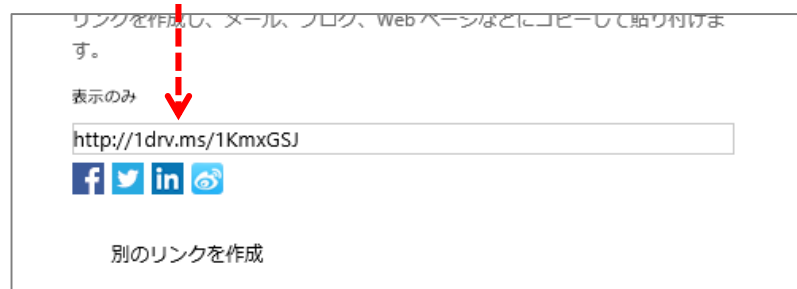 リンクを作成し、メール、ブログ、Web ページなどにコピーして貼り付けま
す。
表示のみ
http://1drv.ms/1KmxGSJ
別のリンクを作成